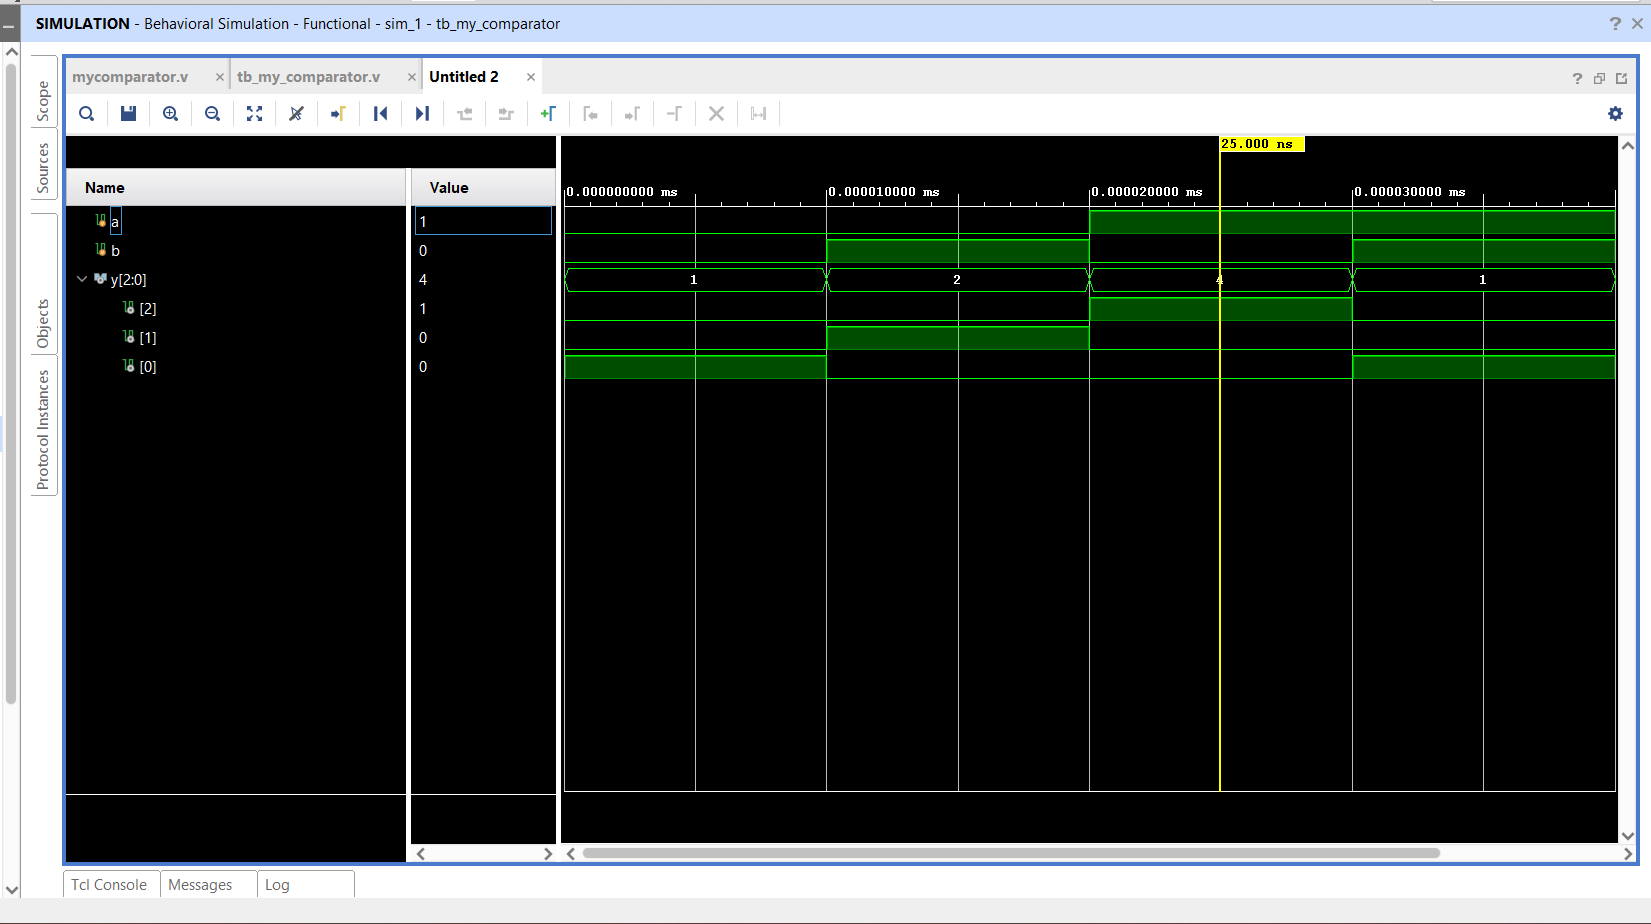 SIMULATION - Behavioral Simulation - Functional - sim_1 - tb_my_comparator
mycomparator.v
tb_my_comparator.v
Untitled 2
Scope
Sources
Objects
Protocol Instances
25.000 ns
Name Value
0.000000000 ms 0.000010000 ms 0.000020000 ms 0.000030000 ms
a 1
b 0
y[2:0] 4 1 2 4 1
[2] 1
[1] 0
[0] 0
Tcl Console Messages Log